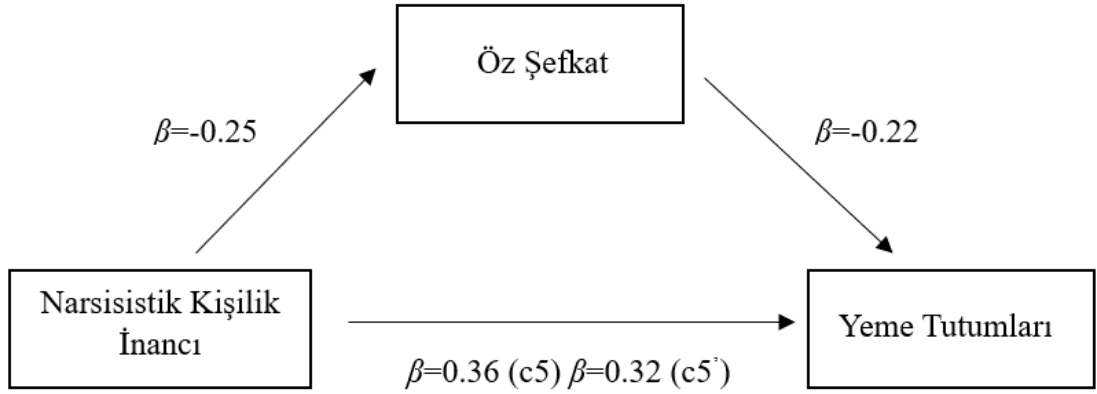 Öz Şefkat
β=-0.25
β=-0.22
Narsisistik Kişilik
İnancı
Yeme Tutumları
β=0.36 (c5) β=0.32 (c5’)